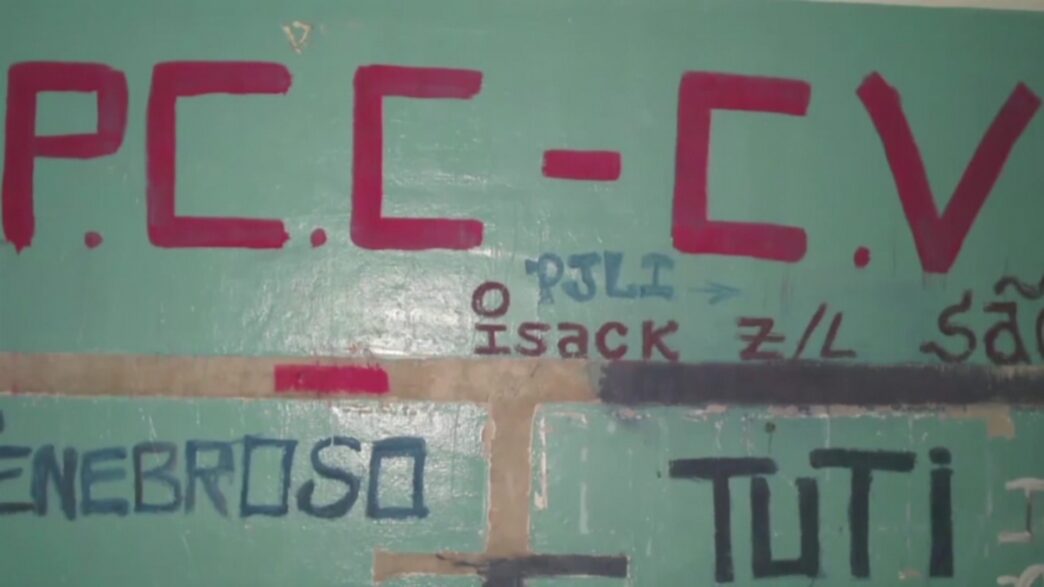 P.C.C-C.V
PJLI →
O
isack Z/L
ENEBROSO
TUTi